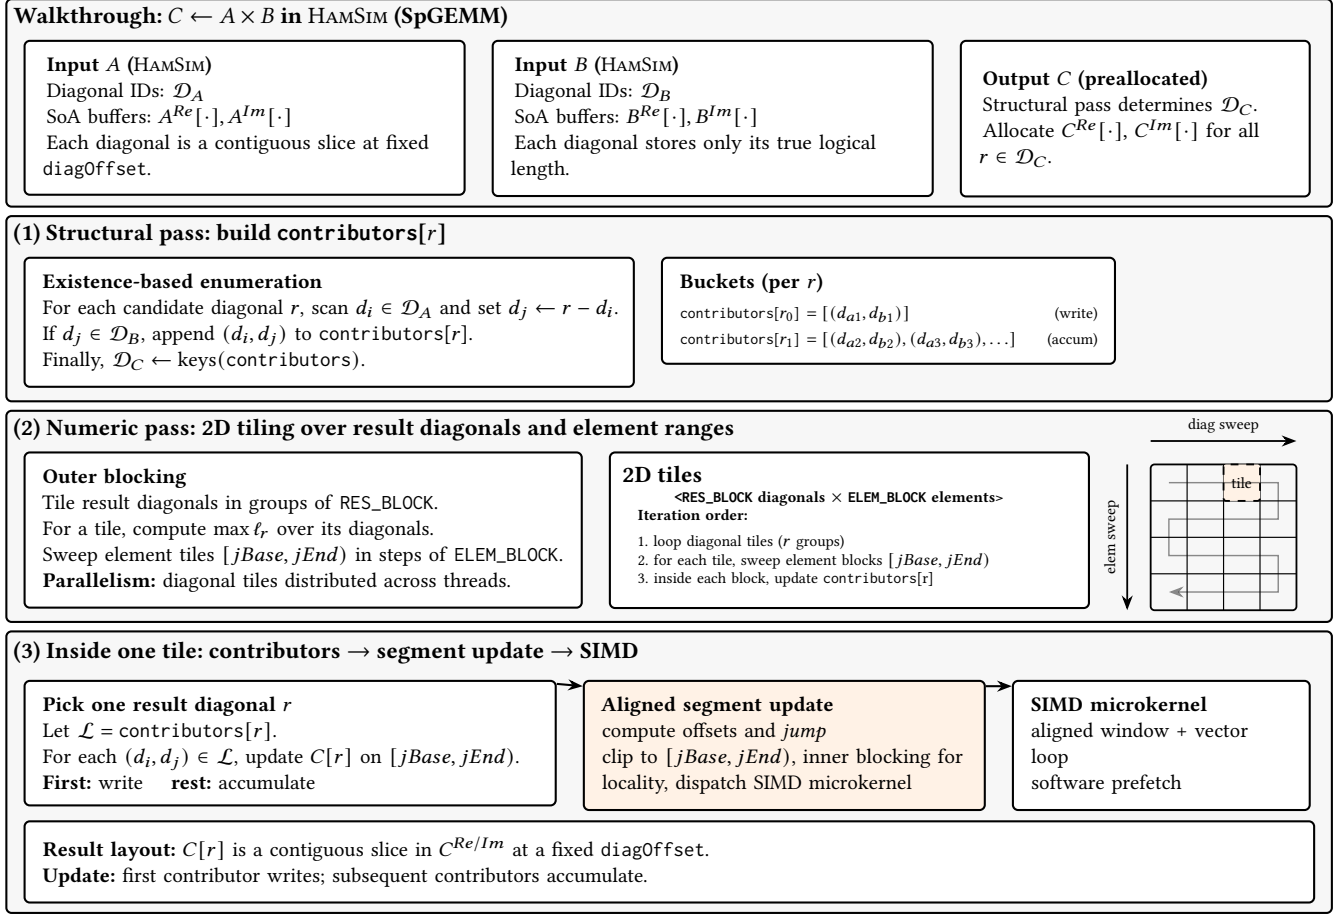 Walkthrough: C ← A × B in HamSim (SpGEMM)
Input A (HamSim)
Diagonal IDs: 𝒟_A
SoA buffers: A^{Re}[·], A^{Im}[·]
Each diagonal is a contiguous slice at fixed
diagOffset.
Input B (HamSim)
Diagonal IDs: 𝒟_B
SoA buffers: B^{Re}[·], B^{Im}[·]
Each diagonal stores only its true logical
length.
Output C (preallocated)
Structural pass determines 𝒟_C.
Allocate C^{Re}[·], C^{Im}[·] for all
r ∈ 𝒟_C.
(1) Structural pass: build contributors[r]
Existence-based enumeration
For each candidate diagonal r, scan d_i ∈ 𝒟_A and set d_j ← r − d_i.
If d_j ∈ 𝒟_B, append (d_i, d_j) to contributors[r].
Finally, 𝒟_C ← keys(contributors).
Buckets (per r)
contributors[r_0] = [(d_{a1}, d_{b1})] (write)
contributors[r_1] = [(d_{a2}, d_{b2}), (d_{a3}, d_{b3}), ...] (accum)
(2) Numeric pass: 2D tiling over result diagonals and element ranges
Outer blocking
Tile result diagonals in groups of RES_BLOCK.
For a tile, compute max ℓ_r over its diagonals.
Sweep element tiles [jBase, jEnd) in steps of ELEM_BLOCK.
Parallelism: diagonal tiles distributed across threads.
2D tiles
<RES_BLOCK diagonals × ELEM_BLOCK elements>
Iteration order:
1. loop diagonal tiles (r groups)
2. for each tile, sweep element blocks [jBase, jEnd)
3. inside each block, update contributors[r]
diag sweep
elem sweep
tile
(3) Inside one tile: contributors → segment update → SIMD
Pick one result diagonal r
Let ℒ = contributors[r].
For each (d_i, d_j) ∈ ℒ, update C[r] on [jBase, jEnd).
First: write rest: accumulate
Aligned segment update
compute offsets and jump
clip to [jBase, jEnd), inner blocking for
locality, dispatch SIMD microkernel
SIMD microkernel
aligned window + vector
loop
software prefetch
Result layout: C[r] is a contiguous slice in C^{Re/Im} at a fixed diagOffset.
Update: first contributor writes; subsequent contributors accumulate.